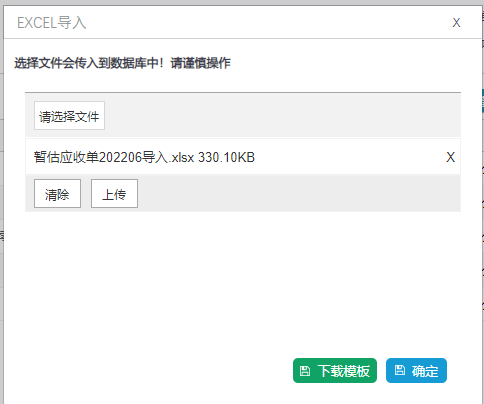 EXCEL导入 X
选择文件会传入到数据库中！请谨慎操作
请选择文件
暂估应收单202206导入.xlsx 330.10KB X
清除 上传
下载模板 确定